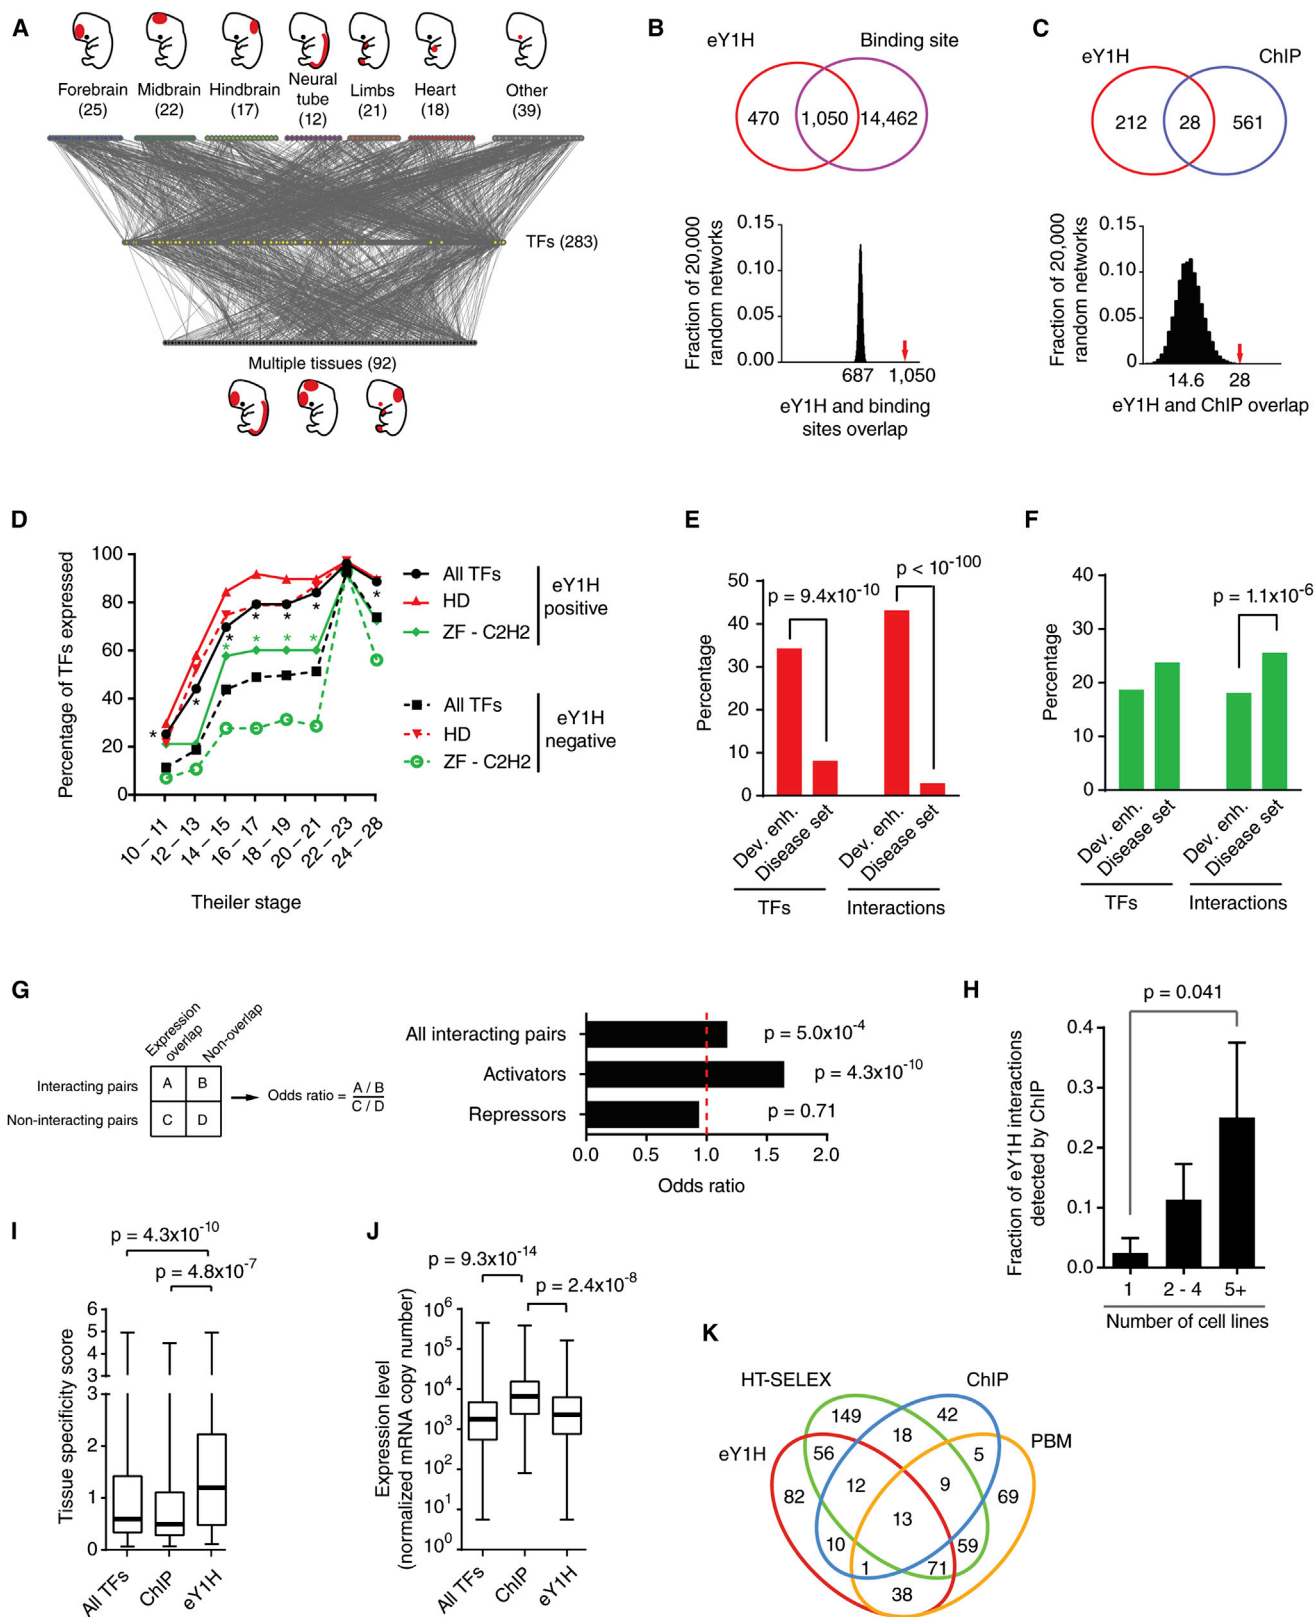 A
Forebrain
(25)
Midbrain
(22)
Hindbrain
(17)
Neural
tube
(12)
Limbs
(21)
Heart
(18)
Other
(39)
TFs (283)
Multiple tissues (92)
B
eY1H
Binding site
470
1,050
14,462
Fraction of 20,000
random networks
0.15
0.10
0.05
0.00
687
1,050
eY1H and binding
sites overlap
C
eY1H
ChIP
212
28
561
Fraction of 20,000
random networks
0.15
0.10
0.05
0
14.6
28
eY1H and ChIP overlap
D
Percentage of TFs expressed
100
80
60
40
20
0
*
*
*
*
*
*
*
*
*
*
*
10 – 11
12 – 13
14 – 15
16 – 17
18 – 19
20 – 21
22 – 23
24 – 28
Theiler stage
All TFs
HD
ZF - C2H2
eY1H
positive
All TFs
HD
ZF - C2H2
eY1H
negative
E
Percentage
50
40
30
20
10
0
p = 9.4x10-10
p < 10-100
Dev. enh.
Disease set
Dev. enh.
Disease set
TFs
Interactions
F
Percentage
40
30
20
10
0
p = 1.1x10-6
Dev. enh.
Disease set
Dev. enh.
Disease set
TFs
Interactions
G
Expression
overlap
Non-overlap
Interacting pairs
A
B
Non-interacting pairs
C
D
Odds ratio = A / B
C / D
All interacting pairs
p = 5.0x10-4
Activators
p = 4.3x10-10
Repressors
p = 0.71
0.0
0.5
1.0
1.5
2.0
Odds ratio
H
p = 0.041
Fraction of eY1H interactions
detected by ChIP
0.4
0.3
0.2
0.1
0.0
1
2 - 4
5+
Number of cell lines
I
p = 4.3x10-10
p = 4.8x10-7
Tissue specificity score
6
5
4
3
3
2
1
0
All TFs
ChIP
eY1H
J
p = 9.3x10-14
p = 2.4x10-8
Expression level
(normalized mRNA copy number)
106
105
104
103
102
101
100
All TFs
ChIP
eY1H
K
HT-SELEX
ChIP
eY1H
PBM
149
42
18
56
5
82
12
9
69
13
10
59
1
71
38